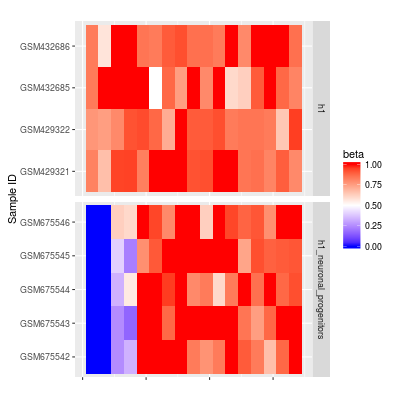 GSM432686
GSM432685
GSM429322
GSM429321
h1
GSM675546
GSM675545
GSM675544
GSM675543
GSM675542
h1_neuronal_progenitors
Sample ID
beta
1.00
0.75
0.50
0.25
0.00